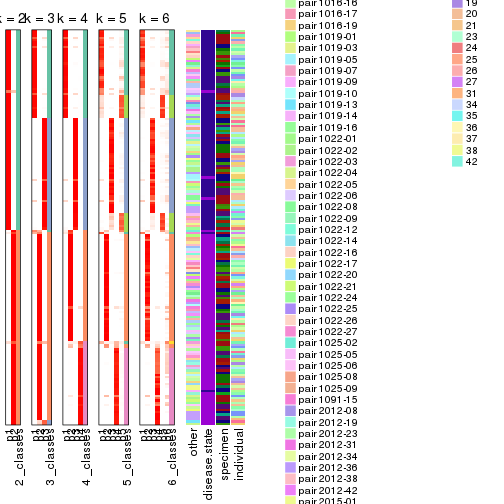 k = 2
k = 3
k = 4
k = 5
k = 6
2_classes
3_classes
4_classes
5_classes
6_classes
other
disease.state
specimen
individual
pair1016-16
pair1016-17
pair1016-19
pair1019-01
pair1019-03
pair1019-05
pair1019-07
pair1019-09
pair1019-10
pair1019-13
pair1019-14
pair1019-16
pair1022-01
pair1022-02
pair1022-03
pair1022-04
pair1022-05
pair1022-06
pair1022-08
pair1022-09
pair1022-12
pair1022-14
pair1022-16
pair1022-17
pair1022-20
pair1022-21
pair1022-24
pair1022-25
pair1022-26
pair1022-27
pair1025-02
pair1025-05
pair1025-06
pair1025-08
pair1025-09
pair1091-15
pair2012-08
pair2012-19
pair2012-23
pair2012-31
pair2012-34
pair2012-36
pair2012-38
pair2012-42
pair2015-01
19
20
21
23
24
25
26
27
31
34
35
36
37
38
42